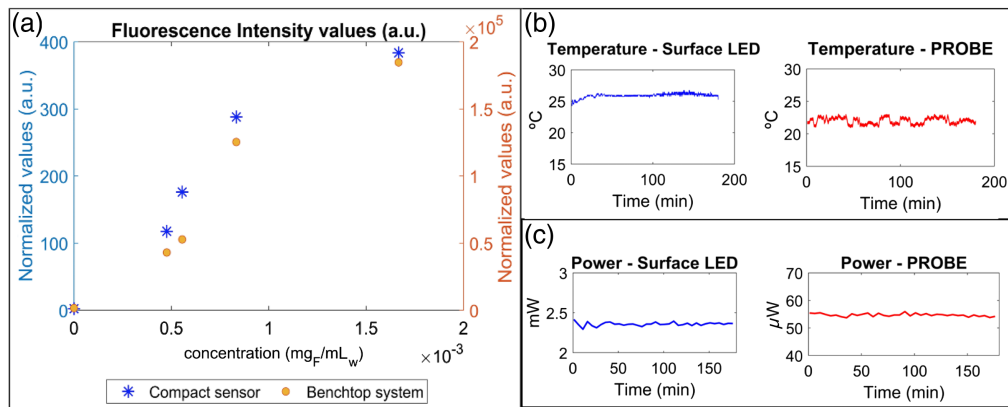 (a)
Fluorescence Intensity values (a.u.)
×10⁵
Normalized values (a.u.)
400
300
200
100
0
2
1.5
1
0.5
0
Normalized values (a.u.)
0
0.5
1
1.5
2
concentration (mg_F/mL_w)
×10⁻³
Compact sensor
Benchtop system
(b)
Temperature - Surface LED
ºC
30
25
20
15
0
100
200
Time (min)
Temperature - PROBE
ºC
30
25
20
15
0
100
200
Time (min)
(c)
Power - Surface LED
mW
3
2.5
2
0
50
100
150
Time (min)
Power - PROBE
µW
70
60
50
40
0
50
100
150
Time (min)